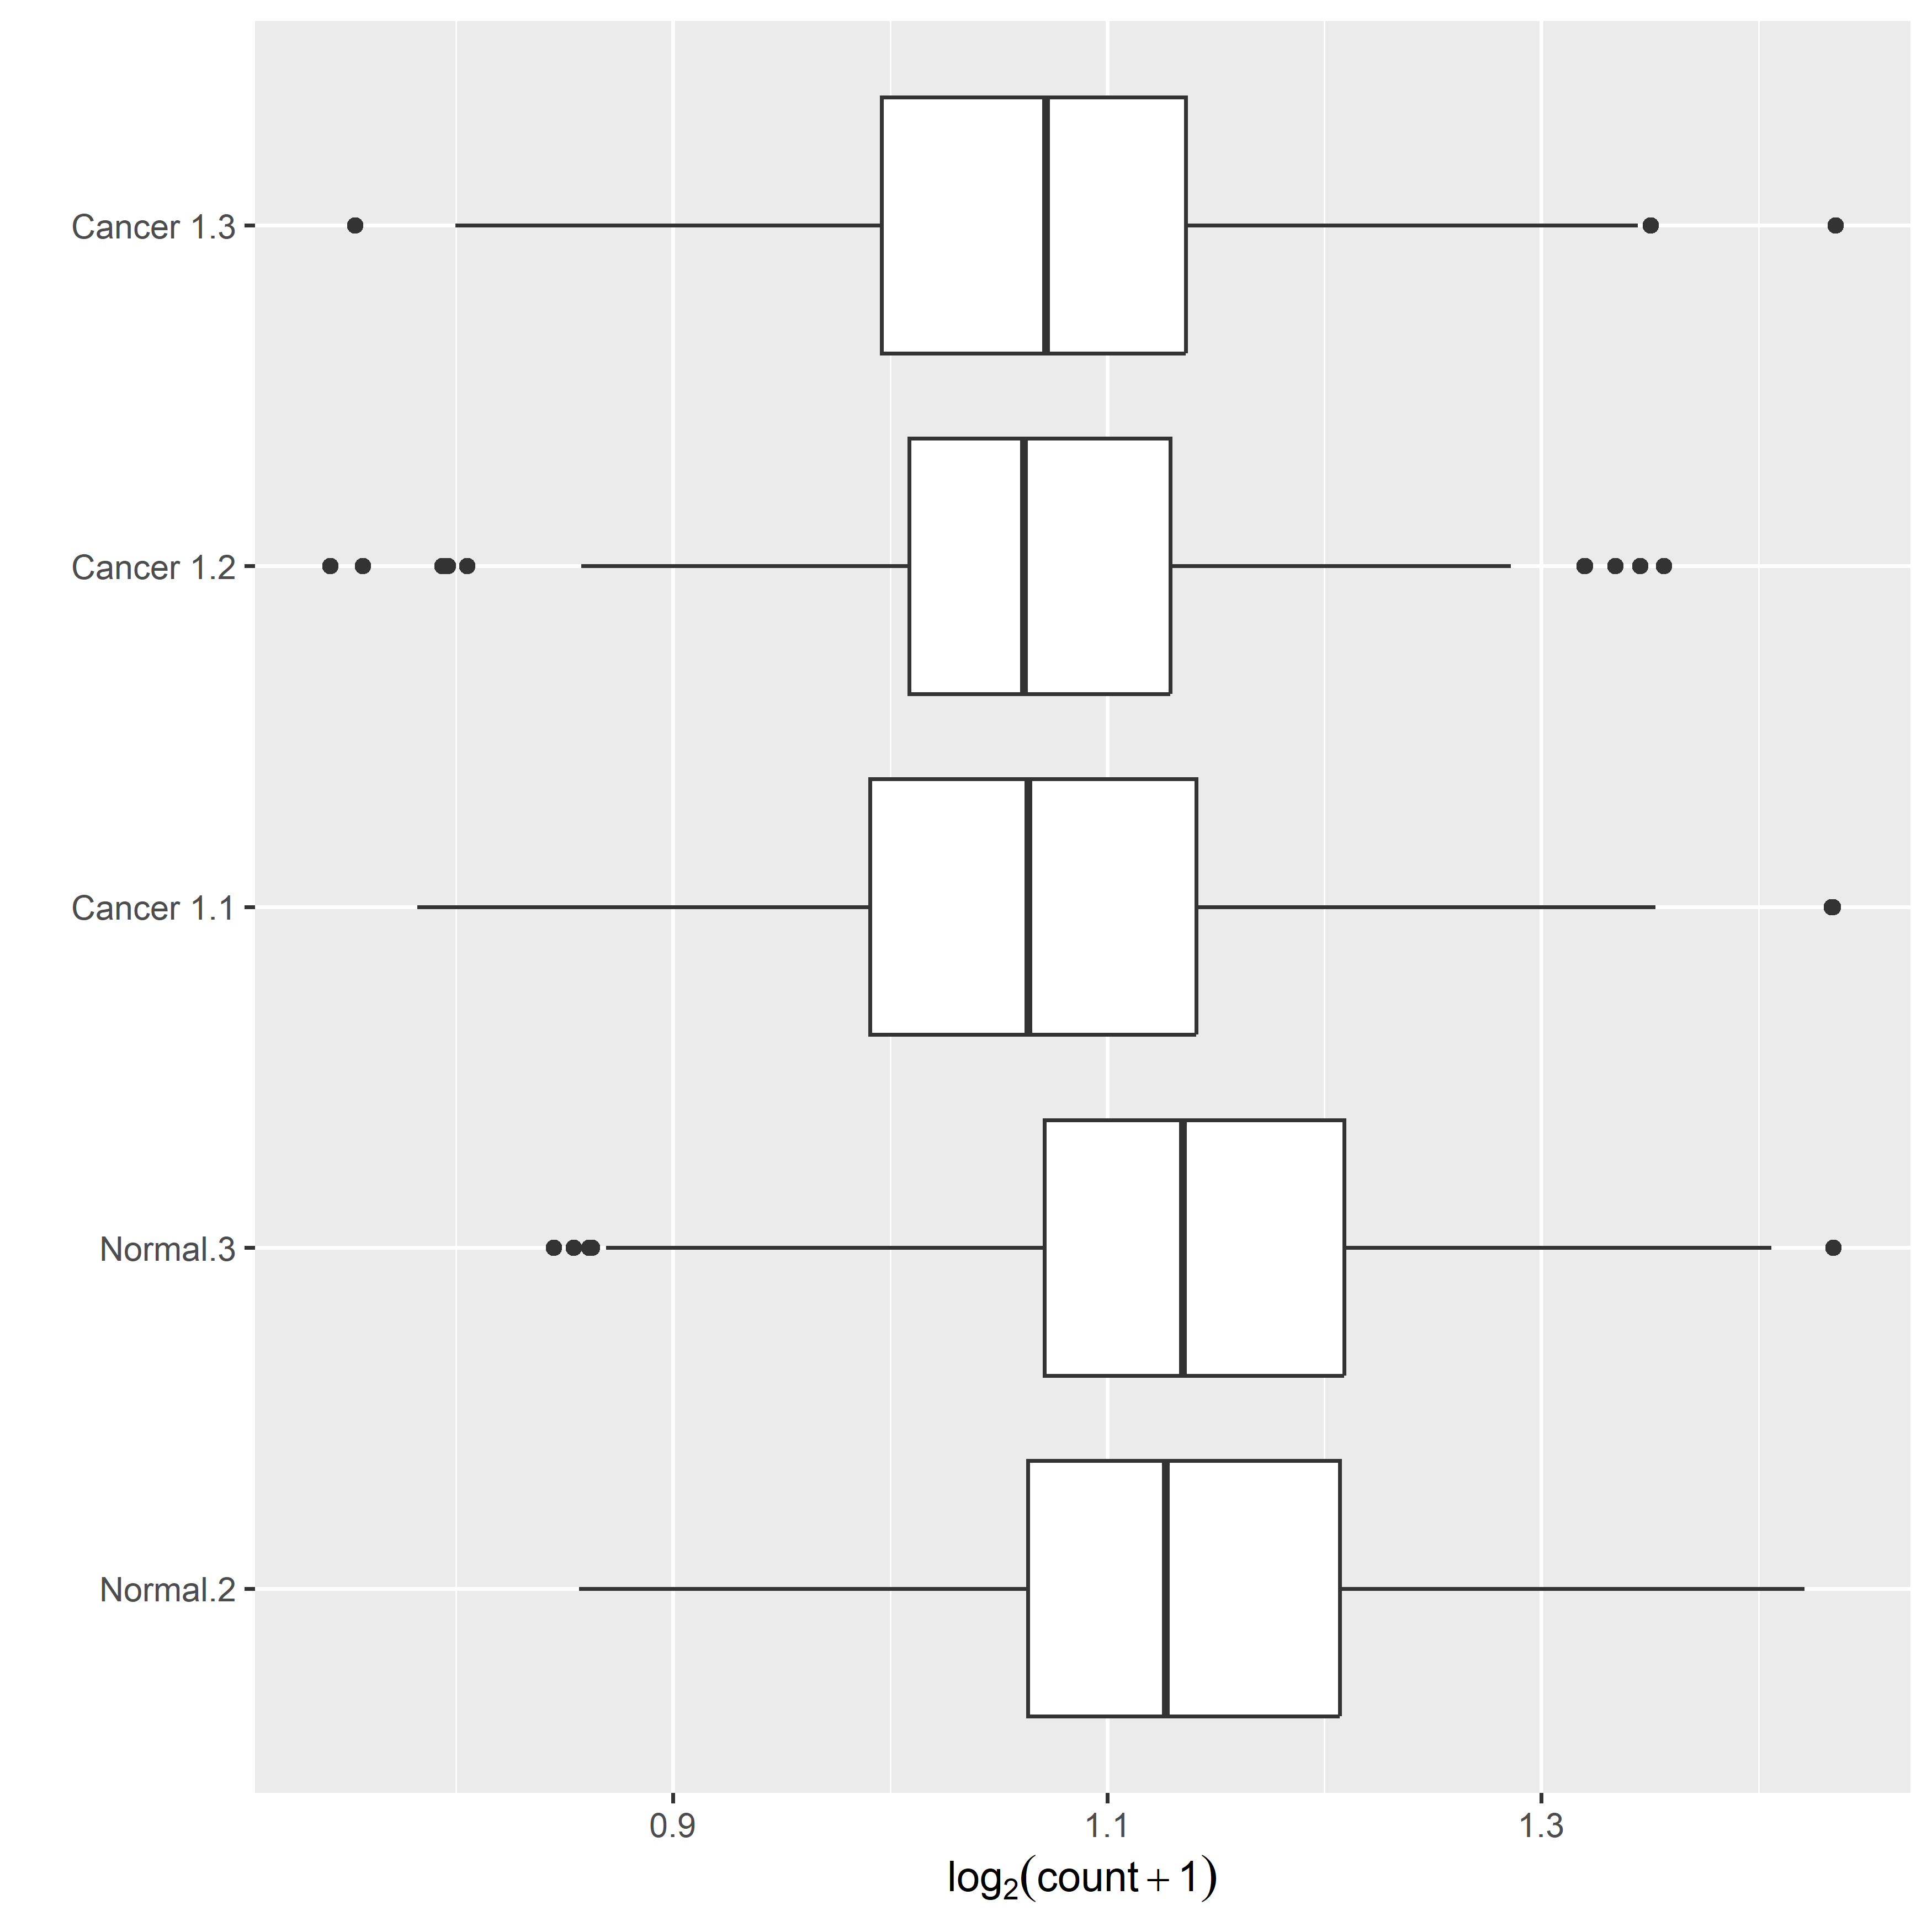 Cancer 1.3
Cancer 1.2
Cancer 1.1
Normal.3
Normal.2
0.9 1.1 1.3
log₂(count + 1)